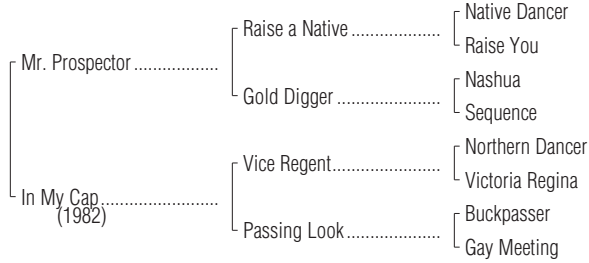 Native Dancer
Raise a Native
Raise You
Mr. Prospector
Nashua
Gold Digger
Sequence
Northern Dancer
Vice Regent
Victoria Regina
In My Cap
(1982)
Buckpasser
Passing Look
Gay Meeting